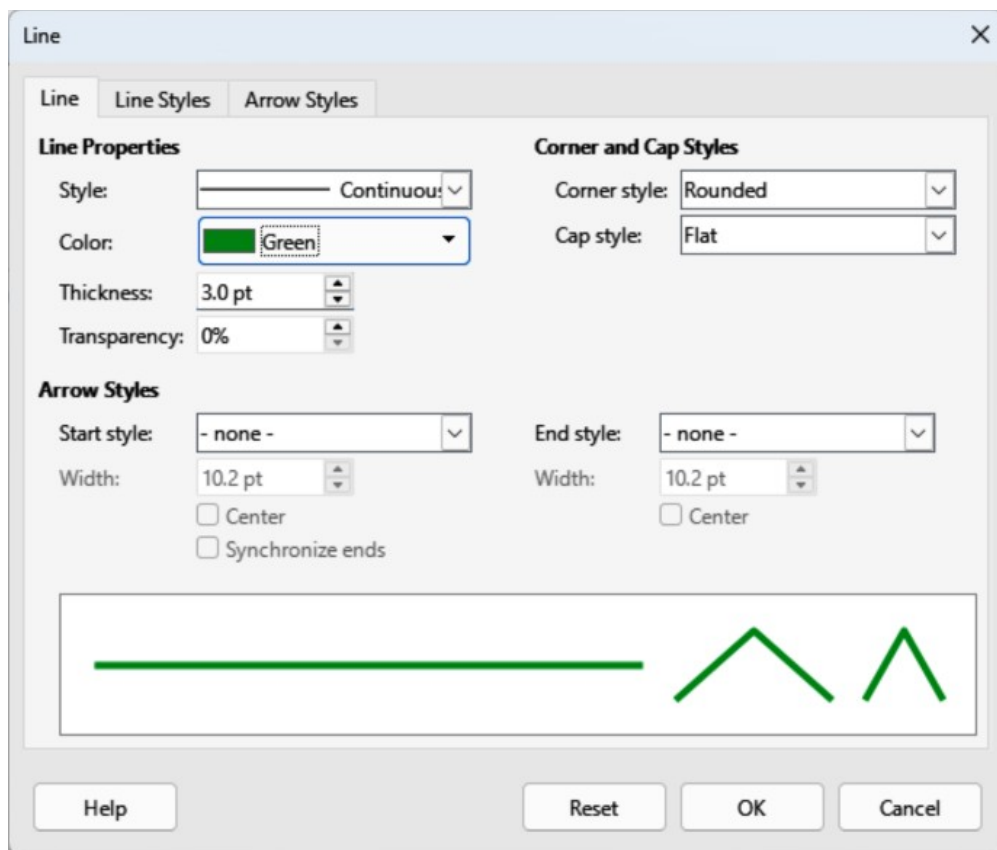 Line
Line Line Styles Arrow Styles
Line Properties
Style: Continuous
Color: Green
Thickness: 3.0 pt
Transparency: 0%
Corner and Cap Styles
Corner style: Rounded
Cap style: Flat
Arrow Styles
Start style: - none -
Width: 10.2 pt
Center
Synchronize ends
End style: - none -
Width: 10.2 pt
Center
Help Reset OK Cancel